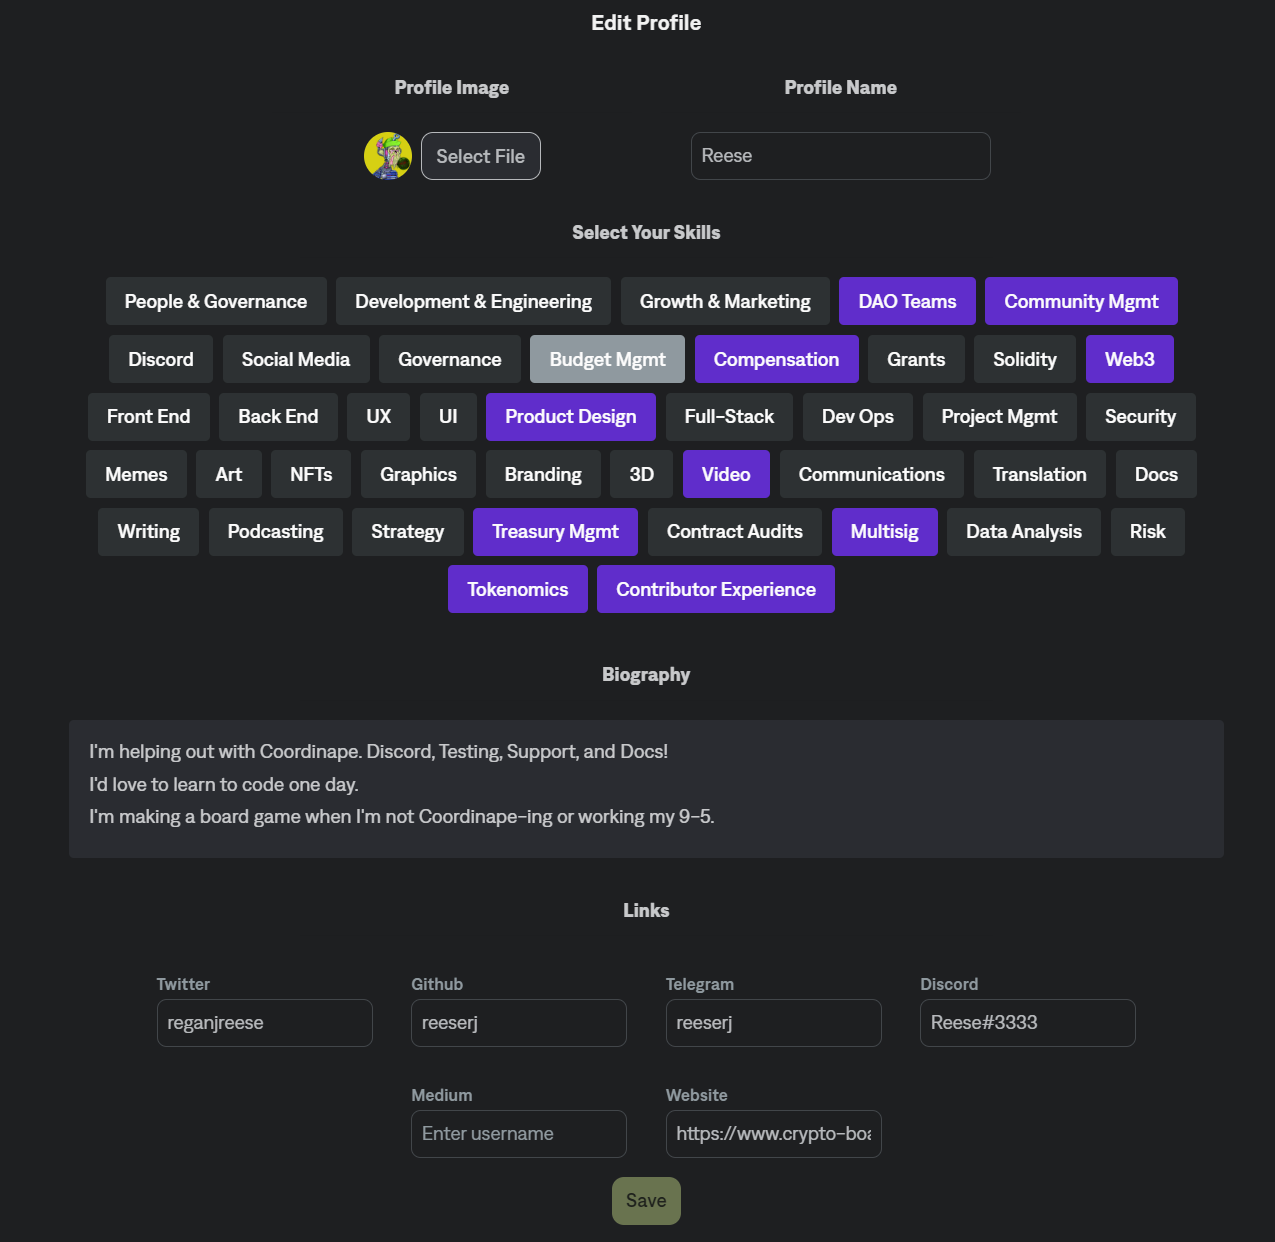 Edit Profile
Profile Image
Profile Name
Select File
Reese
Select Your Skills
People & Governance
Development & Engineering
Growth & Marketing
DAO Teams
Community Mgmt
Discord
Social Media
Governance
Budget Mgmt
Compensation
Grants
Solidity
Web3
Front End
Back End
UX
UI
Product Design
Full-Stack
Dev Ops
Project Mgmt
Security
Memes
Art
NFTs
Graphics
Branding
3D
Video
Communications
Translation
Docs
Writing
Podcasting
Strategy
Treasury Mgmt
Contract Audits
Multisig
Data Analysis
Risk
Tokenomics
Contributor Experience
Biography
I'm helping out with Coordinape. Discord, Testing, Support, and Docs!
I'd love to learn to code one day.
I'm making a board game when I'm not Coordinape-ing or working my 9-5.
Links
Twitter
Github
Telegram
Discord
reganjreese
reeserj
reeserj
Reese#3333
Medium
Website
Enter username
https://www.crypto-boa
Save